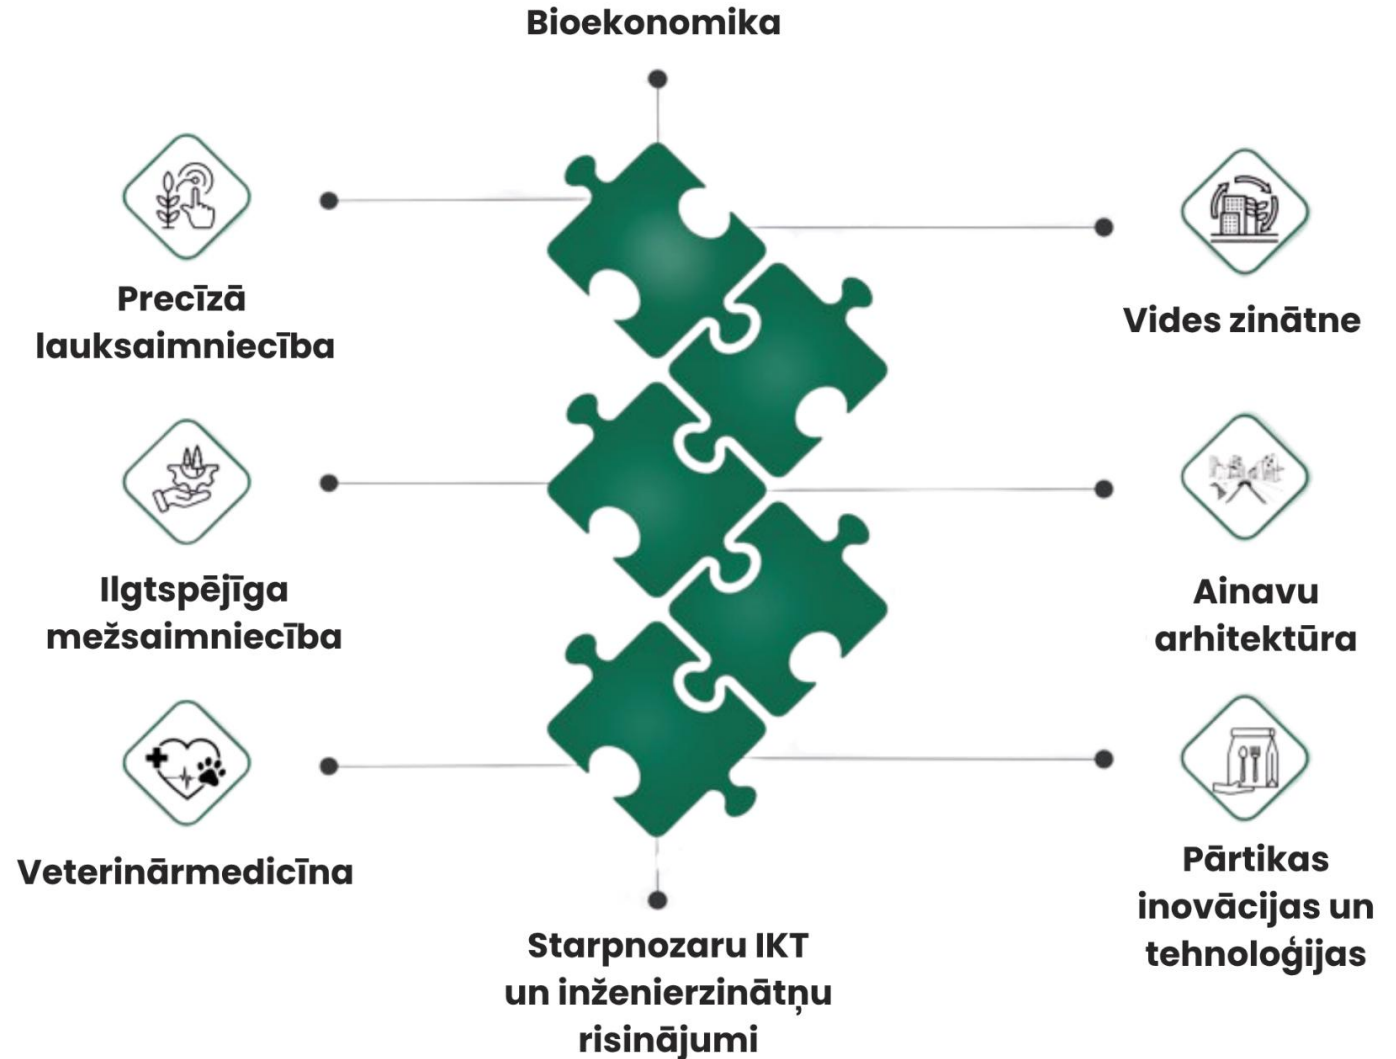 Bioekonomika
Precīzā
lauksaimniecība
Vides zinātne
Ilgtspējīga
mežsaimniecība
Ainavu
arhitektūra
Veterinārmedicīna
Pārtikas
inovācijas un
tehnoloģijas
Starpnozaru IKT
un inženierzinātņu
risinājumi